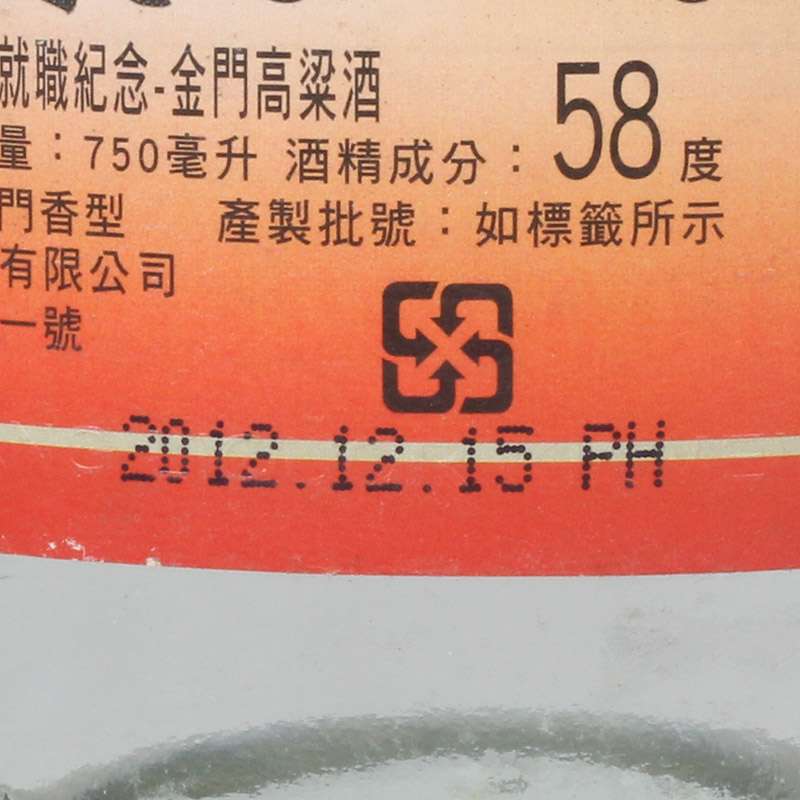 就職紀念-金門高粱酒
量：750毫升 酒精成分：58度
門香型 產製批號：如標籤所示
有限公司
一號
2012.12.15 PH